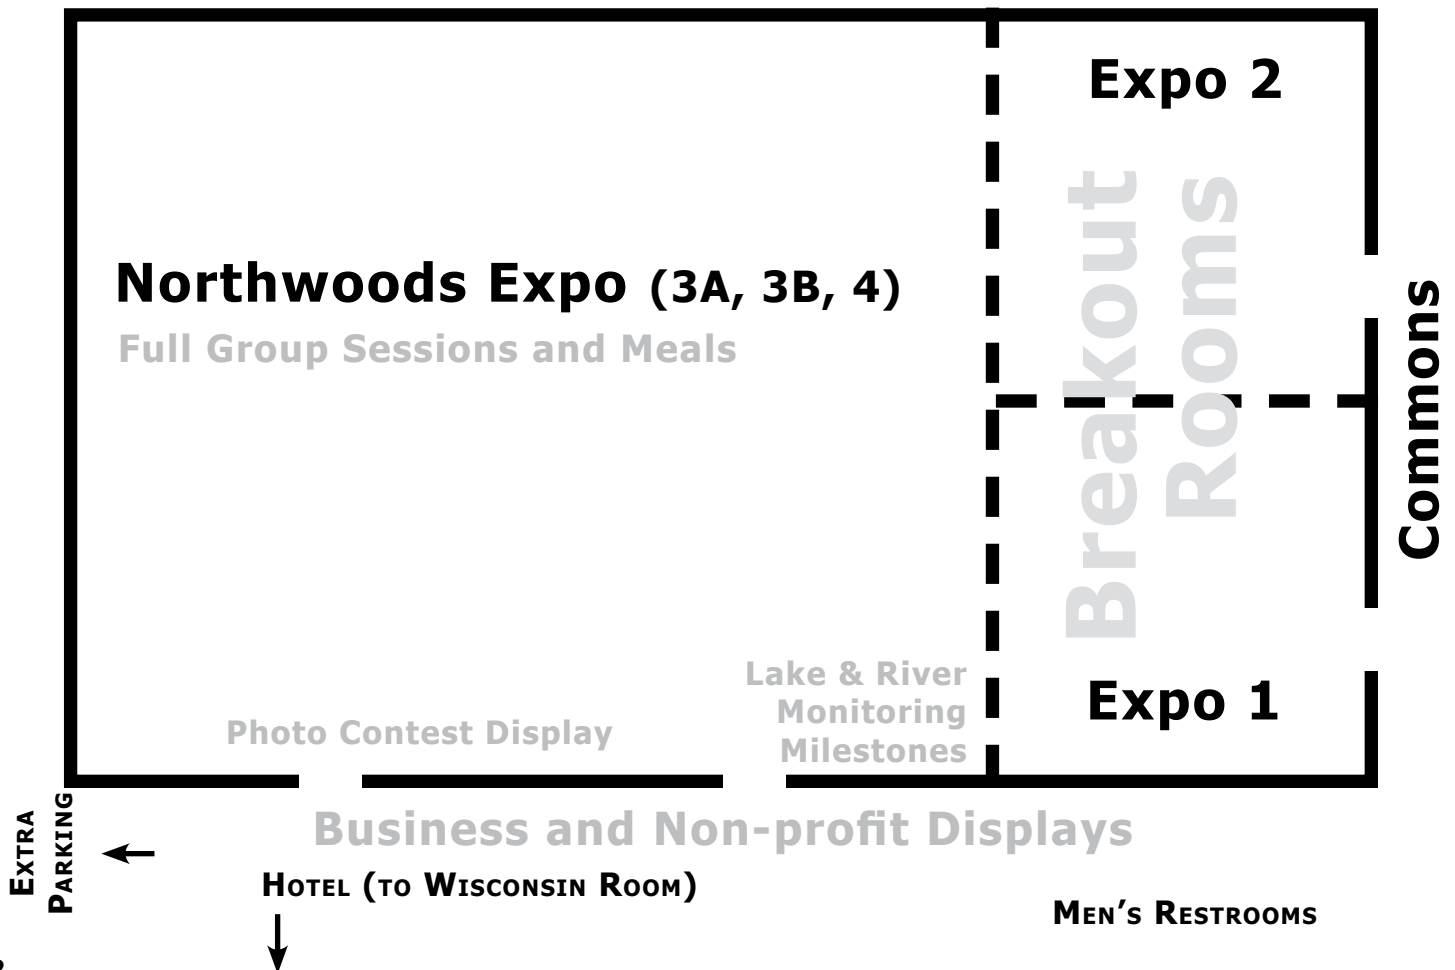 Expo 2
Breakout
Rooms
Northwoods Expo (3A, 3B, 4)
Full Group Sessions and Meals
Commons
Lake & River
Monitoring
Milestones
Expo 1
Photo Contest Display
Business and Non-profit Displays
Extra
Parking
Hotel (to Wisconsin Room)
Men’s Restrooms